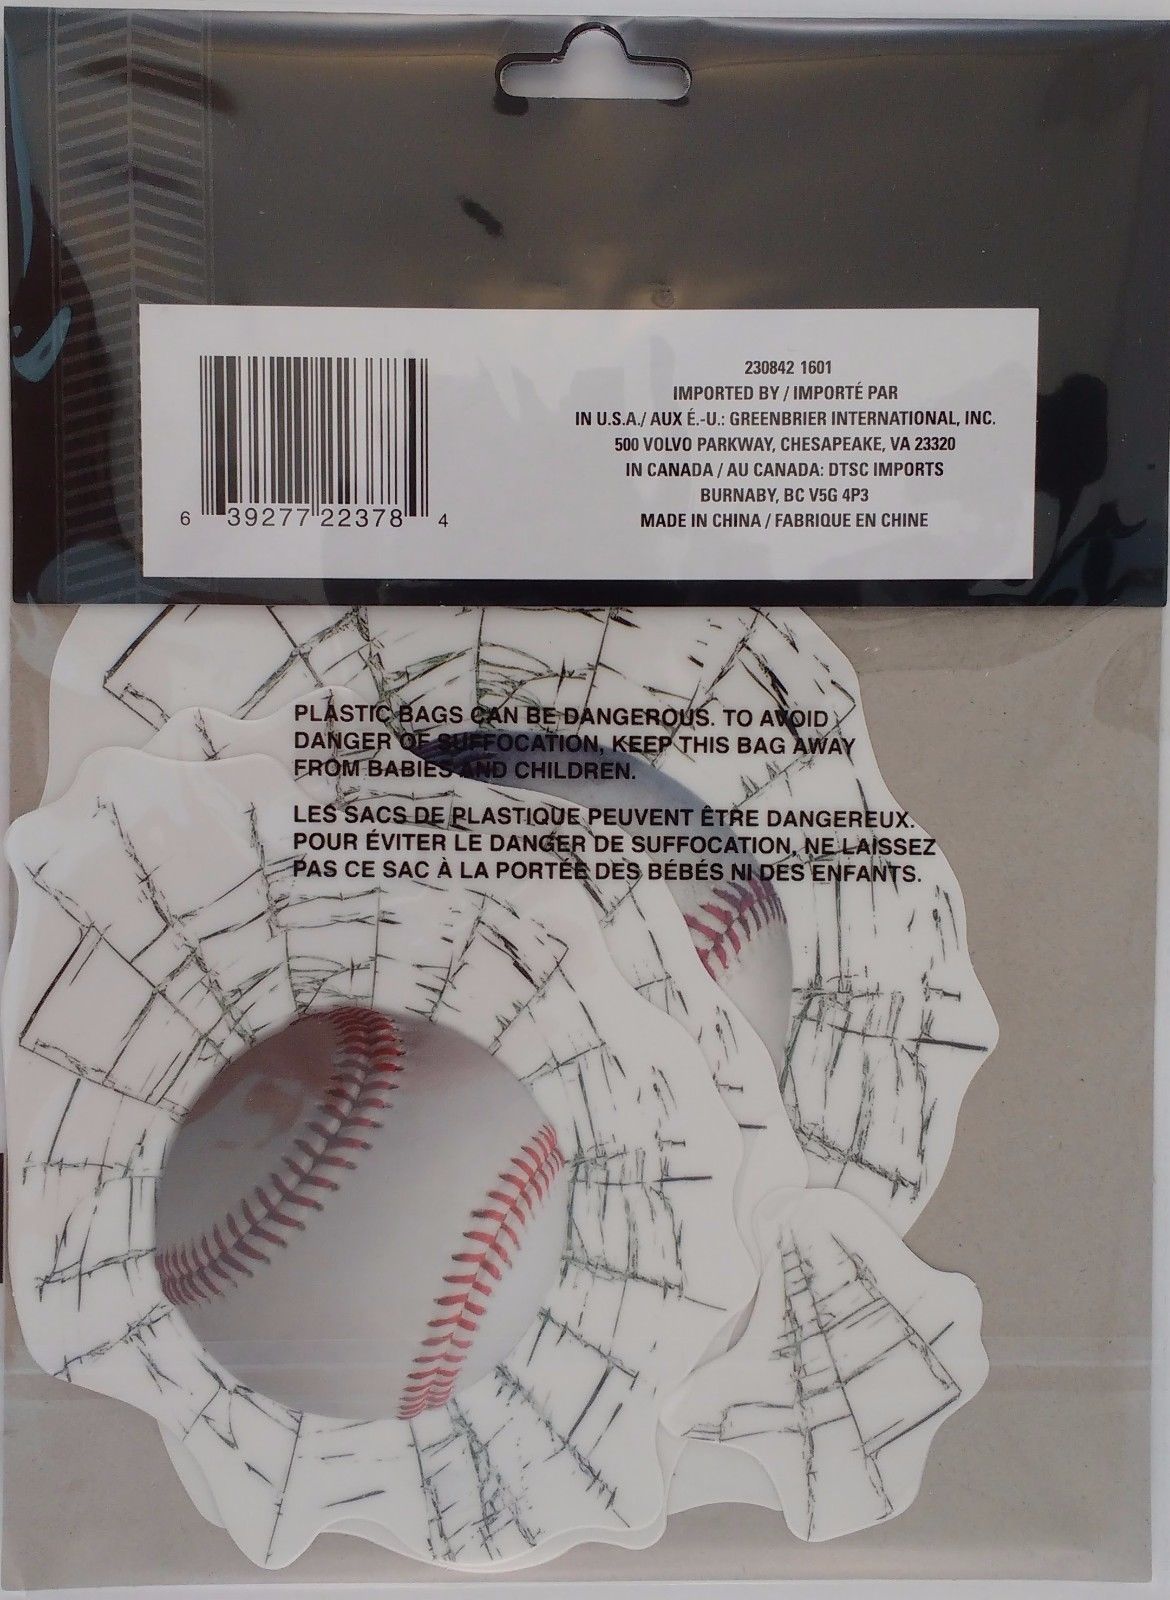 230842 1601
IMPORTED BY / IMPORTÉ PAR
IN U.S.A./ AUX É.-U.: GREENBRIER INTERNATIONAL, INC.
500 VOLVO PARKWAY, CHESAPEAKE, VA 23320
IN CANADA / AU CANADA: DTSC IMPORTS
BURNABY, BC V5G 4P3
MADE IN CHINA / FABRIQUE EN CHINE
6 39277 22378 4
PLASTIC BAGS CAN BE DANGEROUS. TO AVOID
DANGER OF SUFFOCATION, KEEP THIS BAG AWAY
FROM BABIES AND CHILDREN.
LES SACS DE PLASTIQUE PEUVENT ÊTRE DANGEREUX.
POUR ÉVITER LE DANGER DE SUFFOCATION, NE LAISSEZ
PAS CE SAC À LA PORTÉE DES BÉBÉS NI DES ENFANTS.